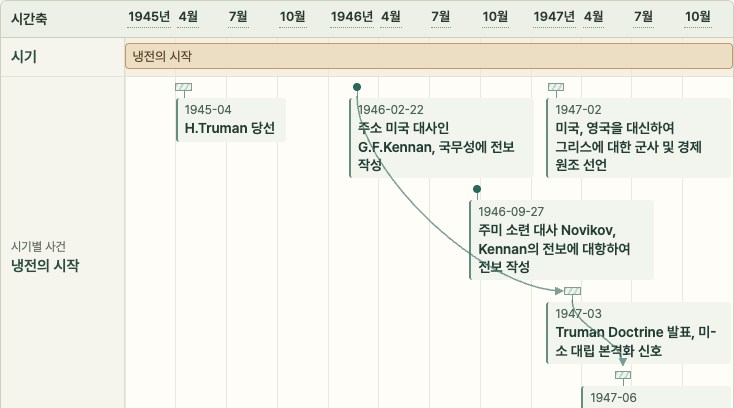 시간축
1945년 4월 7월 10월 1946년 4월 7월 10월 1947년 4월 7월 10월
시기
냉전의 시작
시기별 사건
냉전의 시작
1945-04
H.Truman 당선
1946-02-22
주소 미국 대사인
G.F.Kennan, 국무성에 전보
작성
1947-02
미국, 영국을 대신하여
그리스에 대한 군사 및 경제
원조 선언
1946-09-27
주미 소련 대사 Novikov,
Kennan의 전보에 대항하여
전보 작성
1947-03
Truman Doctrine 발표, 미-
소 대립 본격화 신호
1947-06